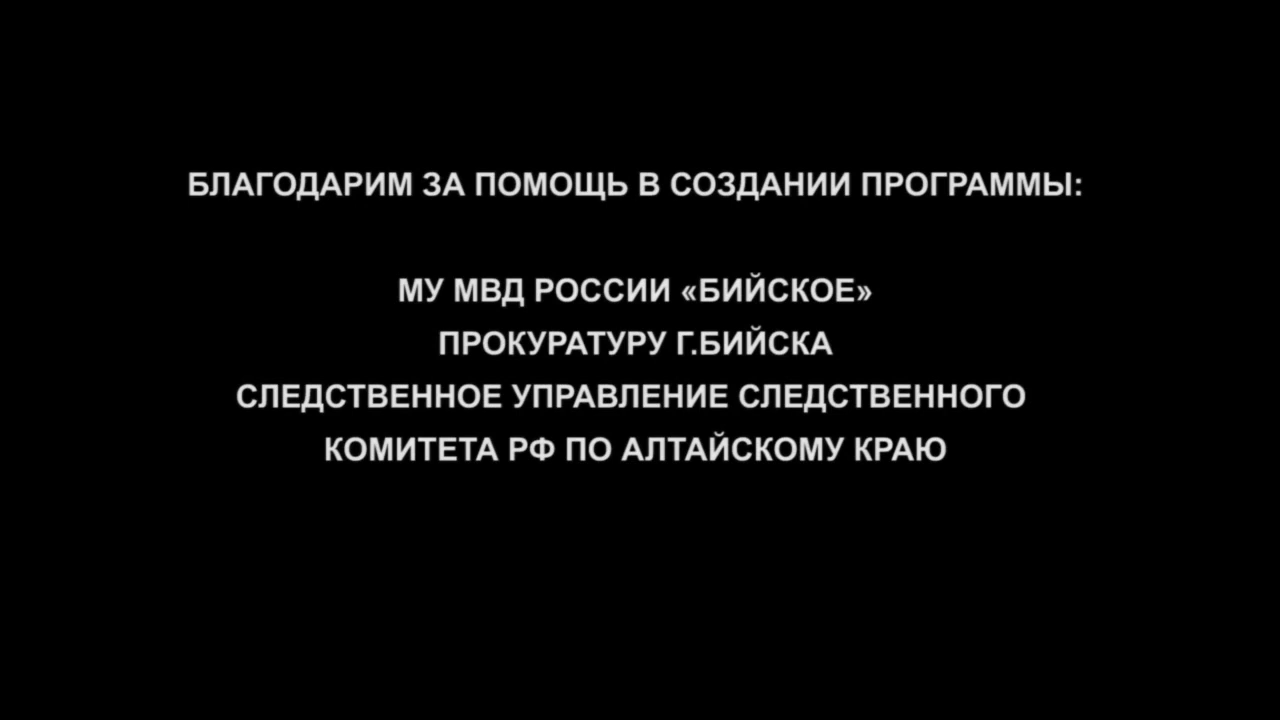 БЛАГОДАРИМ ЗА ПОМОЩЬ В СОЗДАНИИ ПРОГРАММЫ:
МУ МВД РОССИИ «БИЙСКОЕ»
ПРОКУРАТУРУ Г.БИЙСКА
СЛЕДСТВЕННОЕ УПРАВЛЕНИЕ СЛЕДСТВЕННОГО
КОМИТЕТА РФ ПО АЛТАЙСКОМУ КРАЮ